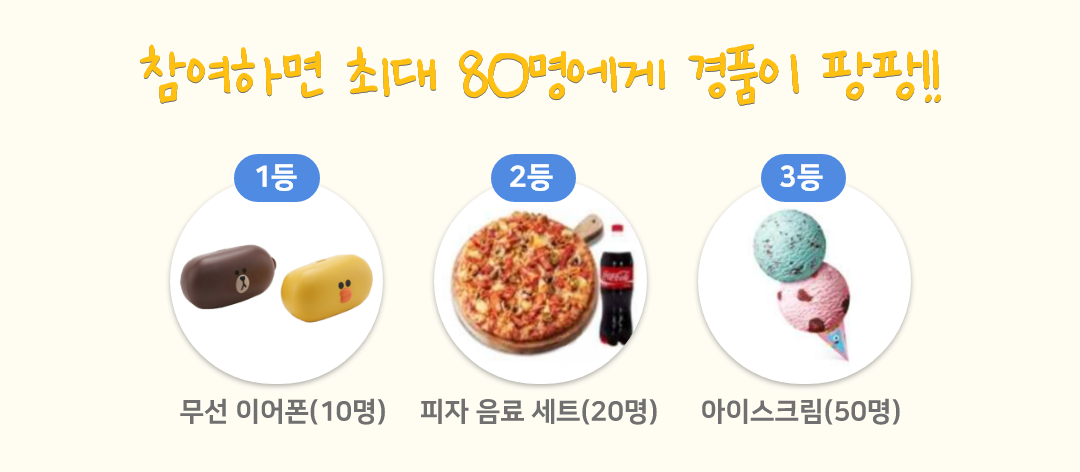 참여하면 최대 80명에게 경품이 팡팡!!
1등 2등 3등
Coca-Cola
무선 이어폰(10명) 피자 음료 세트(20명) 아이스크림(50명)